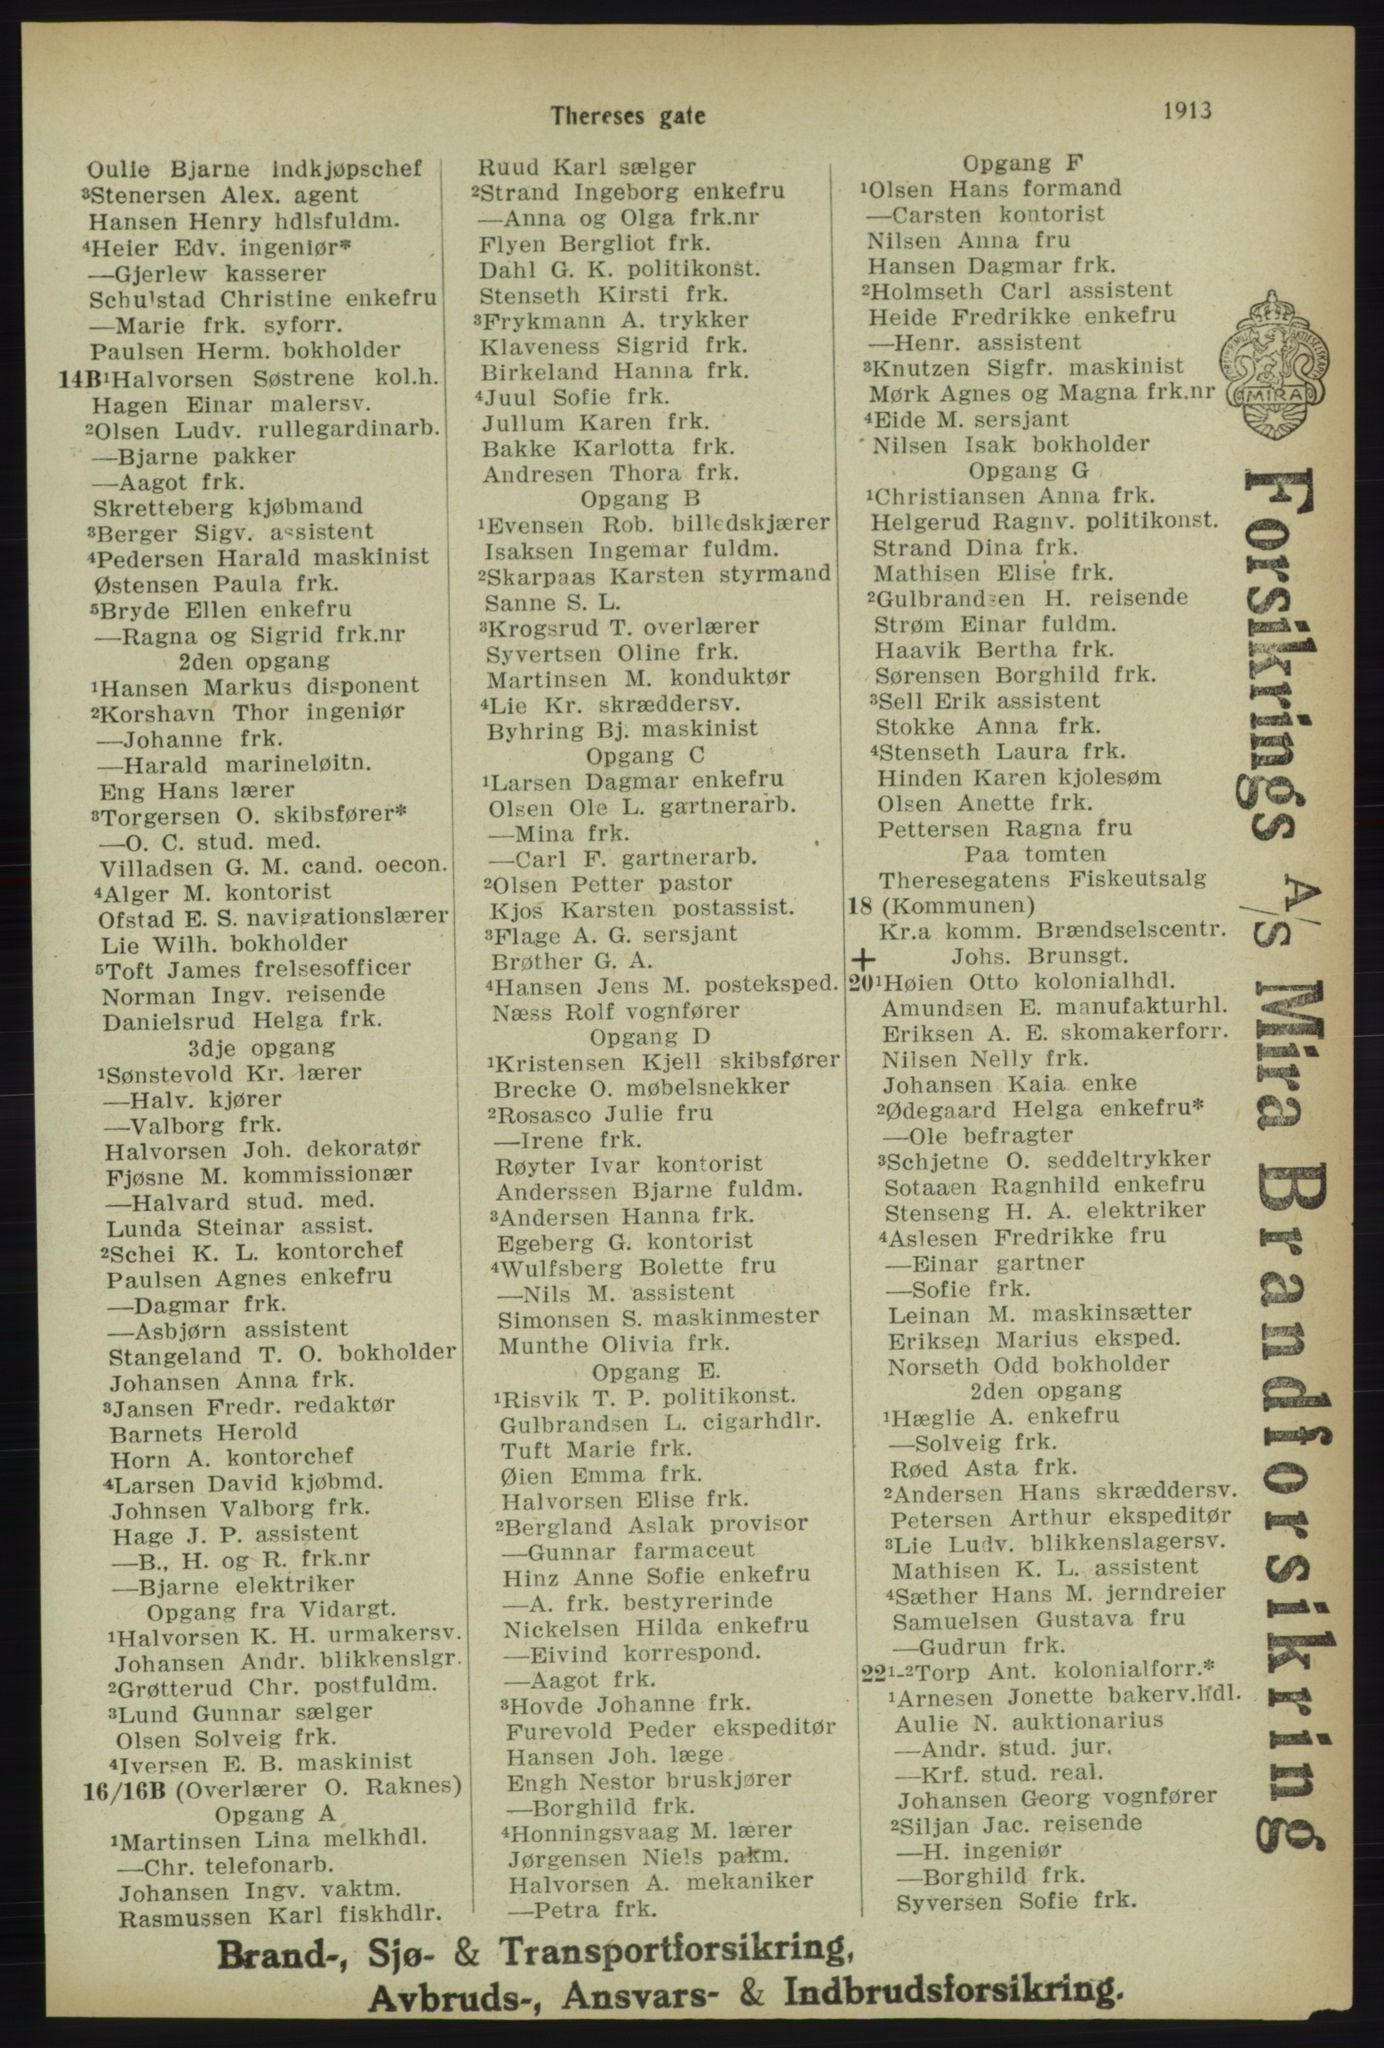 Thereses gate
1913
Oulie Bjarne indkjøpschef
³Stenersen Alex. agent
Hansen Henry hdlsfuldm.
⁴Heier Edv. ingeniør*
—Gjerlew kasserer
Schulstad Christine enkefru
—Marie frk. syforr.
Paulsen Herm. bokholder
14B¹Halvorsen Søstrene kol.h.
Hagen Einar malersv.
²Olsen Ludv. rullegardinarb.
—Bjarne pakker
—Aagot frk.
Skretteberg kjøbmand
³Berger Sigv. assistent
⁴Pedersen Harald maskinist
Østensen Paula frk.
⁵Bryde Ellen enkefru
—Ragna og Sigrid frk.nr
2den opgang
¹Hansen Markus disponent
²Korshavn Thor ingeniør
—Johanne frk.
—Harald marineløitn.
Eng Hans lærer
³Torgersen O. skibsfører*
—O. C. stud. med.
Villadsen G. M. cand. oecon.
⁴Alger M. kontorist
Ofstad E. S. navigationslærer
Lie Wilh. bokholder
⁵Toft James frelsesofficer
Norman Ingv. reisende
Danielsrud Helga frk.
3dje opgang
¹Sønstevold Kr. lærer
—Halv. kjører
—Valborg frk.
Halvorsen Joh. dekoratør
Fjøsne M. kommissionær
—Halvard stud. med.
Lunda Steinar assist.
²Schei K. L. kontorchef
Paulsen Agnes enkefru
—Dagmar frk.
—Asbjørn assistent
Stangeland T. O. bokholder
Johansen Anna frk.
³Jansen Fredr. redaktør
Barnets Herold
Horn A. kontorchef
⁴Larsen David kjøbmd.
Johnsen Valborg frk.
Hage J. P. assistent
—B., H. og R. frk.nr
—Bjarne elektriker
Opgang fra Vidargt.
¹Halvorsen K. H. urmakersv.
Johansen Andr. blikkenslgr.
²Grøtterud Chr. postfuldm.
³Lund Gunnar sælger
Olsen Solveig frk.
⁴Iversen E. B. maskinist
16/16B (Overlærer O. Raknes)
Opgang A
¹Martinsen Lina melkhdl.
—Chr. telefonarb.
Johansen Ingv. vaktm.
Rasmussen Karl fiskhdlr.
Ruud Karl sælger
²Strand Ingeborg enkefru
—Anna og Olga frk.nr
Flyen Bergliot frk.
Dahl G. K. politikonst.
Stenseth Kirsti frk.
³Frykmann A. trykker
Klaveness Sigrid frk.
Birkeland Hanna frk.
⁴Juul Sofie frk.
Jullum Karen frk.
Bakke Karlotta frk.
Andresen Thora frk.
Opgang B
¹Evensen Rob. billedskjærer
Isaksen Ingemar fuldm.
²Skarpaas Karsten styrmand
Sanne S. L.
³Krogsrud T. overlærer
Syvertsen Oline frk.
Martinsen M. konduktør
⁴Lie Kr. skræddersv.
Byhring Bj. maskinist
Opgang C
¹Larsen Dagmar enkefru
Olsen Ole L. gartnerarb.
—Mina frk.
—Carl F. gartnerarb.
²Olsen Petter pastor
Kjos Karsten postassist.
³Flage A. G. sersjant
Brøther G. A.
⁴Hansen Jens M. posteksped.
Næss Rolf vognfører
Opgang D
¹Kristensen Kjell skibsfører
Brecke O. møbelsnekker
²Rosasco Julie fru
—Irene frk.
Røyter Ivar kontorist
Anderssen Bjarne fuldm.
³Andersen Hanna frk.
Egeberg G. kontorist
⁴Wulfsberg Bolette fru
—Nils M. assistent
Simonsen S. maskinmester
Munthe Olivia frk.
Opgang E.
¹Risvik T. P. politikonst.
Gulbrandsen L. cigarhdlr.
Tuft Marie frk.
Øien Emma frk.
Halvorsen Elise frk.
²Bergland Aslak provisor
—Gunnar farmaceut
Hinz Anne Sofie enkefru
—A. frk. bestyrerinde
Nickelsen Hilda enkefru
—Eivind korrespond.
—Aagot frk.
³Hovde Johanne frk.
Furevold Peder ekspeditør
Hansen Joh. læge
Engh Nestor bruskjører
—Borghild frk.
⁴Honningsvaag M. lærer
Jørgensen Niels pakm.
Halvorsen A. mekaniker
—Petra frk.
Opgang F
¹Olsen Hans formand
—Carsten kontorist
Nilsen Anna fru
Hansen Dagmar frk.
²Holmseth Carl assistent
Heide Fredrikke enkefru
—Henr. assistent
³Knutzen Sigfr. maskinist
Mørk Agnes og Magna frk.nr
⁴Eide M. sersjant
Nilsen Isak bokholder
Opgang G
¹Christiansen Anna frk.
Helgerud Ragnv. politikonst.
Strand Dina frk.
Mathisen Elise frk.
²Gulbrandsen H. reisende
Strøm Einar fuldm.
Haavik Bertha frk.
Sørensen Borghild frk.
³Sell Erik assistent
Stokke Anna frk.
⁴Stenseth Laura frk.
Hinden Karen kjolesøm
Olsen Anette frk.
Pettersen Ragna fru
Paa tomten
Theresegatens Fiskeutsalg
18 (Kommunen)
Kr.a komm. Brændselscentr.
+ Johs. Brunsgt.
20¹Høien Otto kolonialhdl.
Amundsen E. manufakturhl.
Eriksen A. E. skomakerforr.
Nilsen Nelly frk.
Johansen Kaia enke
²Ødegaard Helga enkefru*
—Ole befragter
³Schjetne O. seddeltrykker
Sotaaen Ragnhild enkefru
Stenseng H. A. elektriker
⁴Aslesen Fredrikke fru
—Einar gartner
—Sofie frk.
Leinan M. maskinsætter
Eriksen Marius eksped.
Norseth Odd bokholder
2den opgang
¹Hæglie A. enkefru
—Solveig frk.
Røed Asta frk.
²Andersen Hans skræddersv.
Petersen Arthur ekspeditør
³Lie Ludv. blikkenslagersv.
Mathisen K. L. assistent
⁴Sæther Hans M. jerndreier
Samuelsen Gustava fru
—Gudrun frk.
22¹-²Torp Ant. kolonialforr.*
¹Arnesen Jonette bakerv.hdl.
Aulie N. auktionarius
—Andr. stud. jur.
—Krf. stud. real.
Johansen Georg vognfører
²Siljan Jac. reisende
—H. ingeniør
—Borghild frk.
Syversen Sofie frk.
MIRA
Forsikrings A/s Mira Brandforsikring
Brand-, Sjø- & Transportforsikring,
Avbruds-, Ansvars- & Indbrudsforsikring.